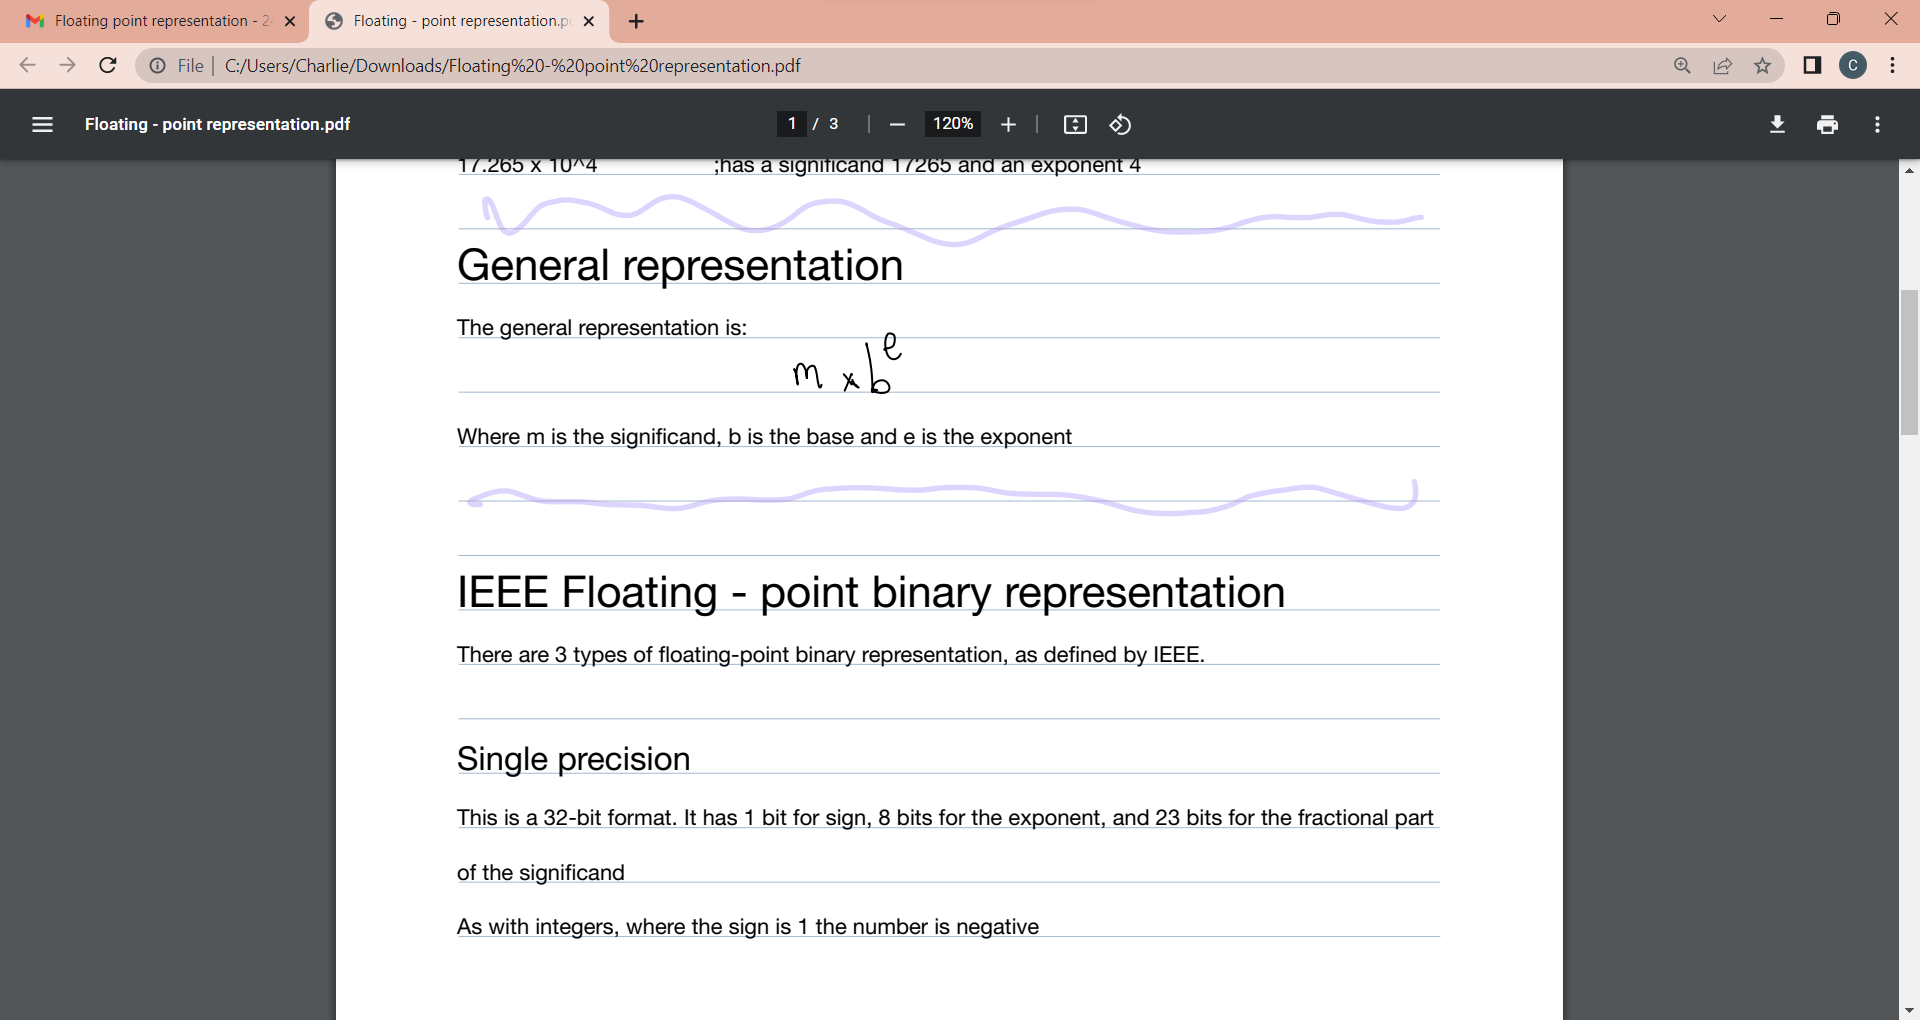 Floating point representation - 2
Floating - point representation.p
File | C:/Users/Charlie/Downloads/Floating%20-%20point%20representation.pdf
C
Floating - point representation.pdf
1 / 3 | − 120% + |
17.265 x 10^4 ;has a significand 17265 and an exponent 4
General representation
The general representation is:
m x b^e
Where m is the significand, b is the base and e is the exponent
IEEE Floating - point binary representation
There are 3 types of floating-point binary representation, as defined by IEEE.
Single precision
This is a 32-bit format. It has 1 bit for sign, 8 bits for the exponent, and 23 bits for the fractional part
of the significand
As with integers, where the sign is 1 the number is negative